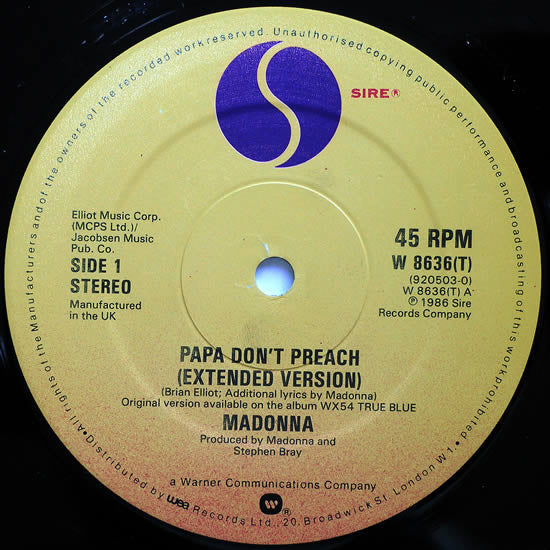 All rights of the Manufacturers and of the owners of the recorded work reserved. Unauthorised copying public performance and broadcasting of this work prohibited
SIRE®
Elliot Music Corp.
(MCPS Ltd.)/
Jacobsen Music
Pub. Co.
SIDE 1
STEREO
Manufactured
in the UK
45 RPM
W 8636(T)
(920503-0)
W 8636(T) A
℗ 1986 Sire
Records Company
PAPA DON'T PREACH
(EXTENDED VERSION)
(Brian Elliot; Additional lyrics by Madonna)
Original version available on the album WX54 TRUE BLUE
MADONNA
Produced by Madonna and
Stephen Bray
a Warner Communications Company
• Distributed by wea Records Ltd., 20, Broadwick St. London W1. •